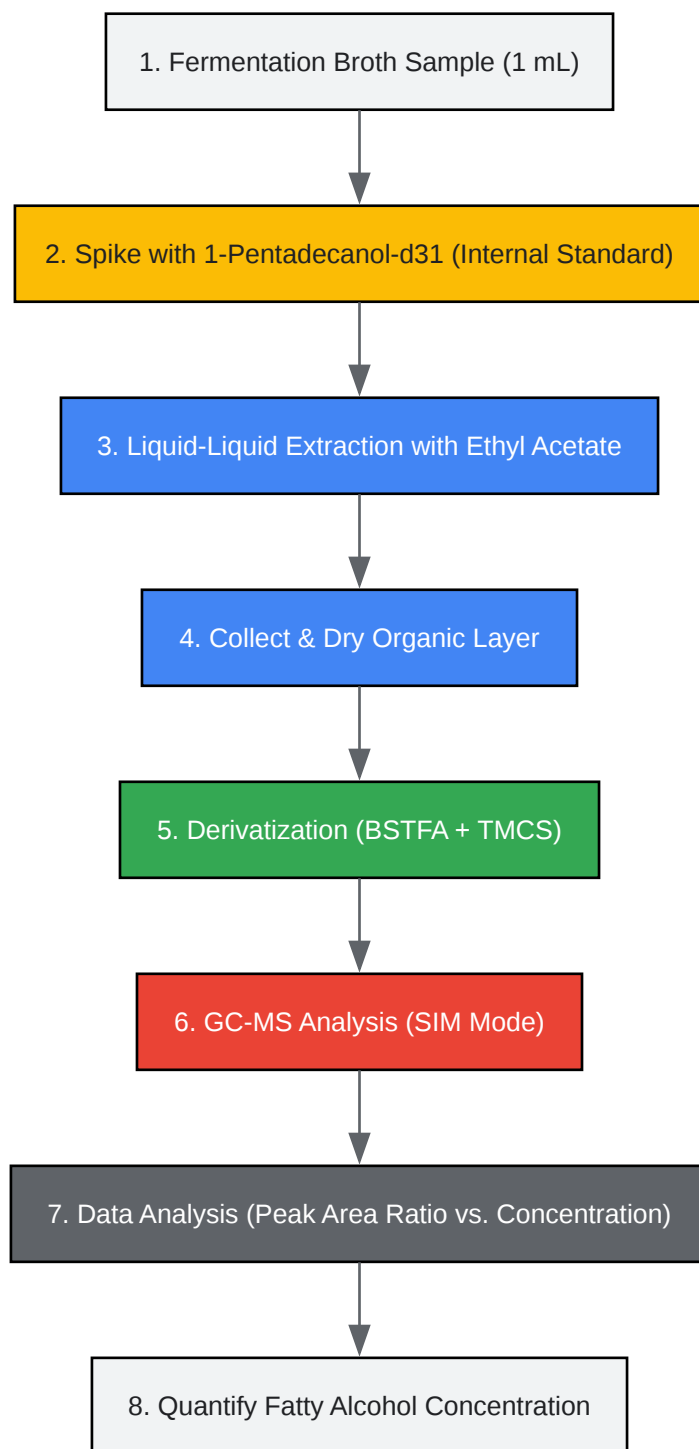 1. Fermentation Broth Sample (1 mL)
2. Spike with 1-Pentadecanol-d31 (Internal Standard)
3. Liquid-Liquid Extraction with Ethyl Acetate
4. Collect & Dry Organic Layer
5. Derivatization (BSTFA + TMCS)
6. GC-MS Analysis (SIM Mode)
7. Data Analysis (Peak Area Ratio vs. Concentration)
8. Quantify Fatty Alcohol Concentration